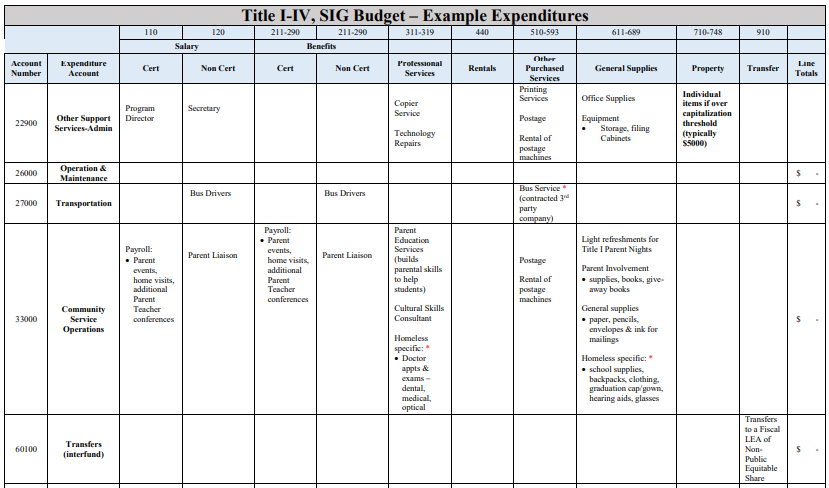 Title I-IV, SIG Budget – Example Expenditures
110 120 211-290 211-290 311-319 440 510-593 611-689 710-748 910
Salary Benefits
Account Number Expenditure Account Cert Non Cert Cert Non Cert Professional Services Rentals Other Purchased Services General Supplies Property Transfer Line Totals
22900
Other Support
Services-Admin
Program
Director
Secretary
Copier
Service
Technology
Repairs
Printing
Services
Postage
Rental of
postage
machines
Office Supplies
Equipment
• Storage, filing
Cabinets
Individual
items if over
capitalization
threshold
(typically
$5000)
26000
Operation &
Maintenance
$ -
27000
Transportation
Bus Drivers
Bus Drivers
Bus Service *
(contracted 3rd
party
company)
$ -
33000
Community
Service
Operations
Payroll:
• Parent
events,
home visits,
additional
Parent
Teacher
conferences
Parent Liaison
Payroll:
• Parent
events,
home visits,
additional
Parent
Teacher
conferences
Parent Liaison
Parent
Education
Services
(builds
parental skills
to help
students)
Cultural Skills
Consultant
Homeless
specific: *
• Doctor
appts &
exams –
dental,
medical,
optical
Postage
Rental of
postage
machines
Light refreshments for
Title I Parent Nights
Parent Involvement
• supplies, books, give-
away books
General supplies
• paper, pencils,
envelopes & ink for
mailings
Homeless specific: *
• school supplies,
backpacks, clothing,
graduation cap/gown,
hearing aids, glasses
$ -
60100
Transfers
(interfund)
Transfers
to a Fiscal
LEA of
Non-
Public
Equitable
Share
$ -